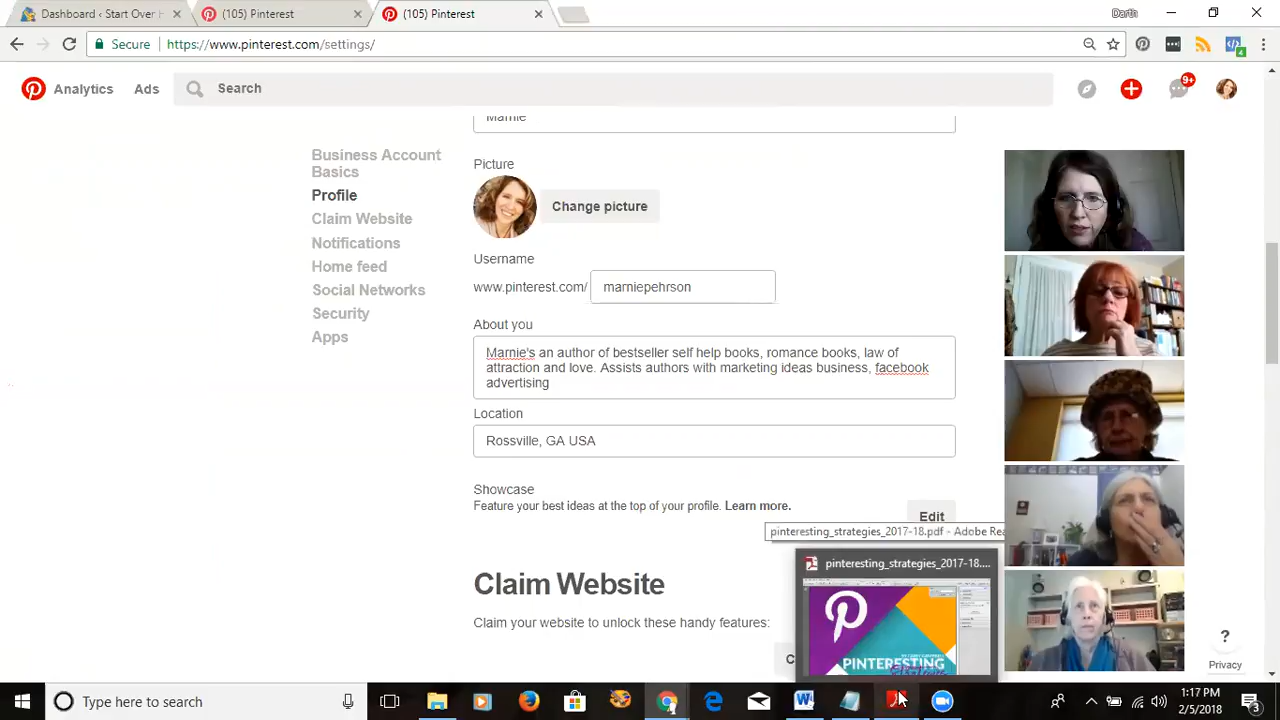 Dashboard ‹ Start Over
(105) Pinterest
(105) Pinterest
Darth
Secure
https://www.pinterest.com/settings/
4
Analytics
Ads
Search
9+
Marnie
Business Account
Basics
Profile
Claim Website
Notifications
Home feed
Social Networks
Security
Apps
Picture
Change picture
Username
www.pinterest.com/
marniepehrson
About you
Marnie's an author of bestseller self help books, romance books, law of
attraction and love. Assists authors with marketing ideas business, facebook
advertising
Location
Rossville, GA USA
Showcase
Feature your best ideas at the top of your profile. Learn more.
Edit
pinteresting_strategies_2017-18.pdf - Adobe Rea
pinteresting_strategies_2017-18....
PINTERESTING
Claim Website
Claim your website to unlock these handy features:
C
?
Privacy
Type here to search
1:17 PM
2/5/2018
3